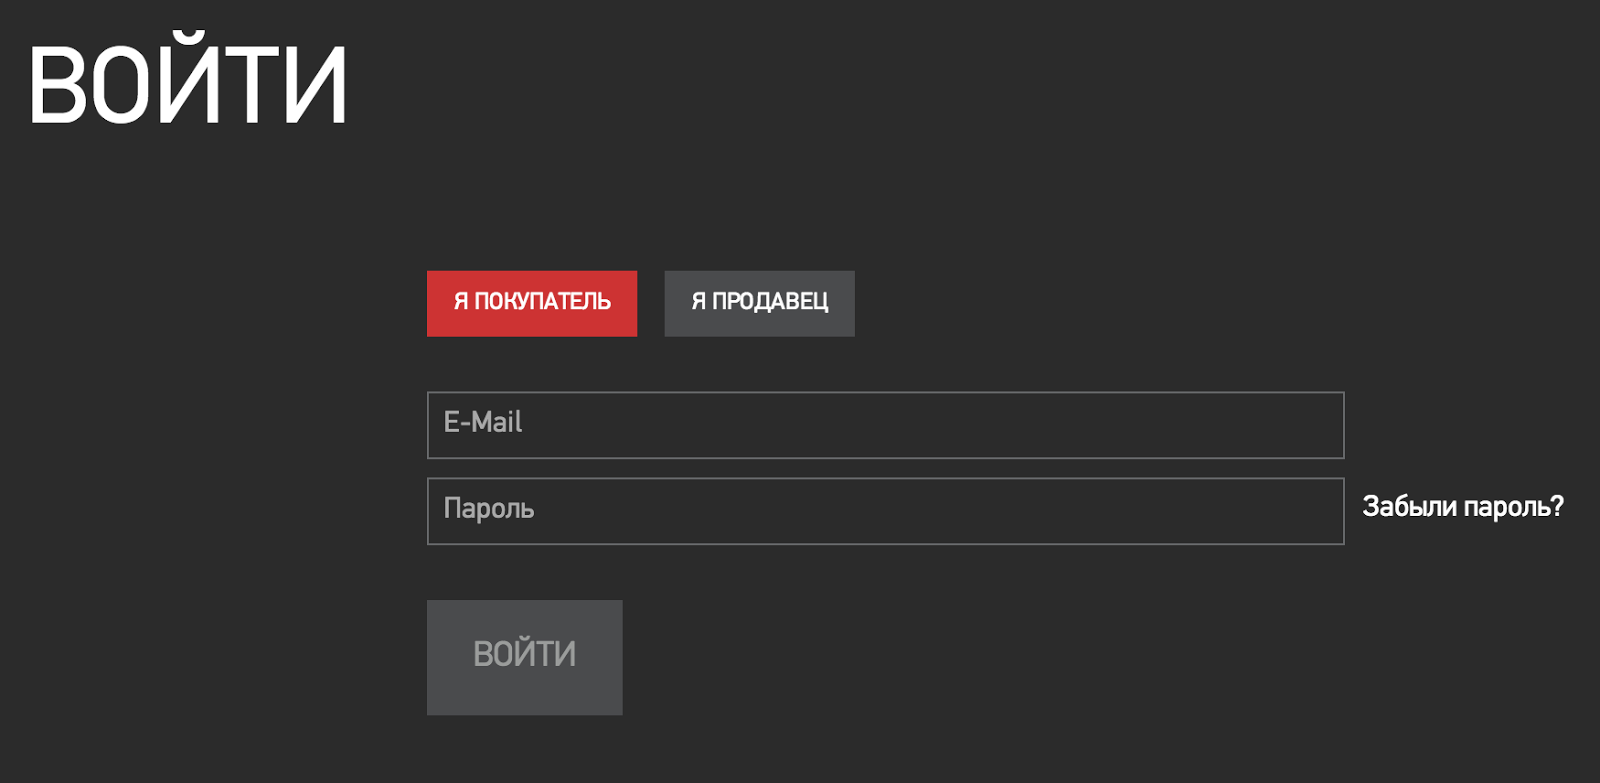 ВОЙТИ
Я ПОКУПАТЕЛЬ
Я ПРОДАВЕЦ
E-Mail
Пароль
Забыли пароль?
ВОЙТИ